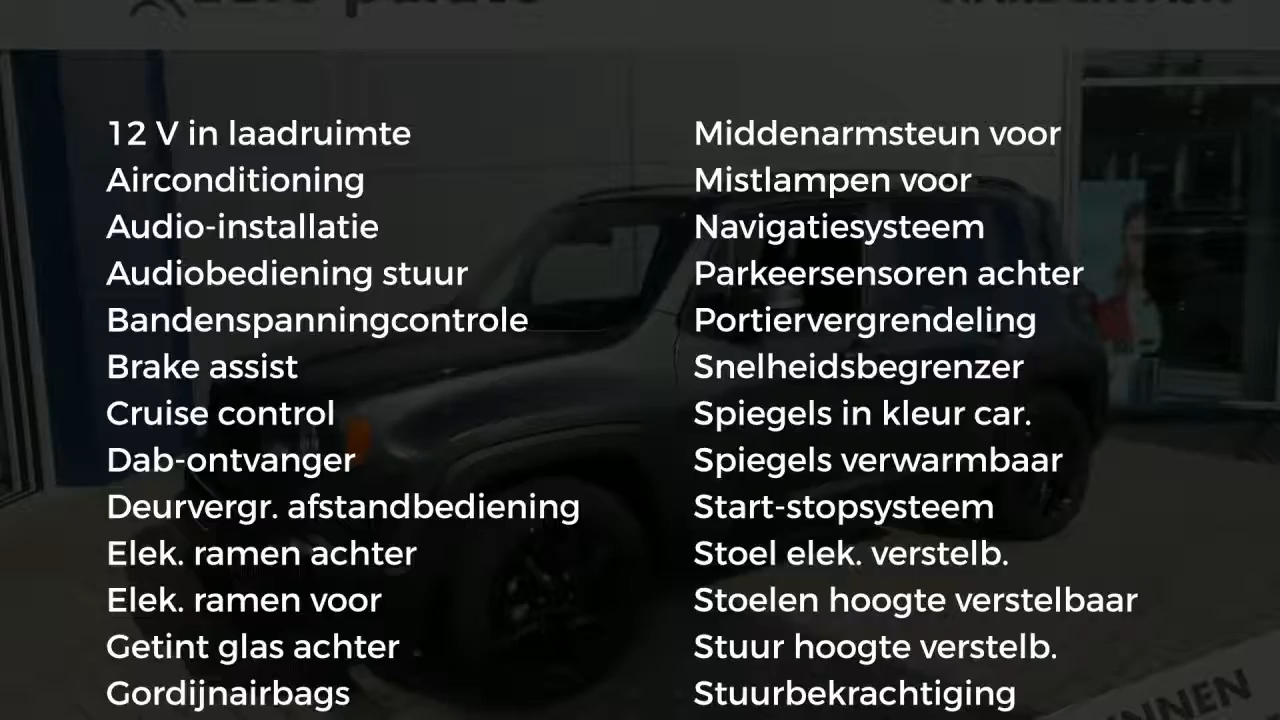 12 V in laadruimte
Airconditioning
Audio-installatie
Audiobediening stuur
Bandenspanningcontrole
Brake assist
Cruise control
Dab-ontvanger
Deurvergr. afstandbediening
Elek. ramen achter
Elek. ramen voor
Getint glas achter
Gordijnairbags
Middenarmsteun voor
Mistlampen voor
Navigatiesysteem
Parkeersensoren achter
Portiervergrendeling
Snelheidsbegrenzer
Spiegels in kleur car.
Spiegels verwarmbaar
Start-stopsysteem
Stoel elek. verstelb.
Stoelen hoogte verstelbaar
Stuur hoogte verstelb.
Stuurbekrachtiging